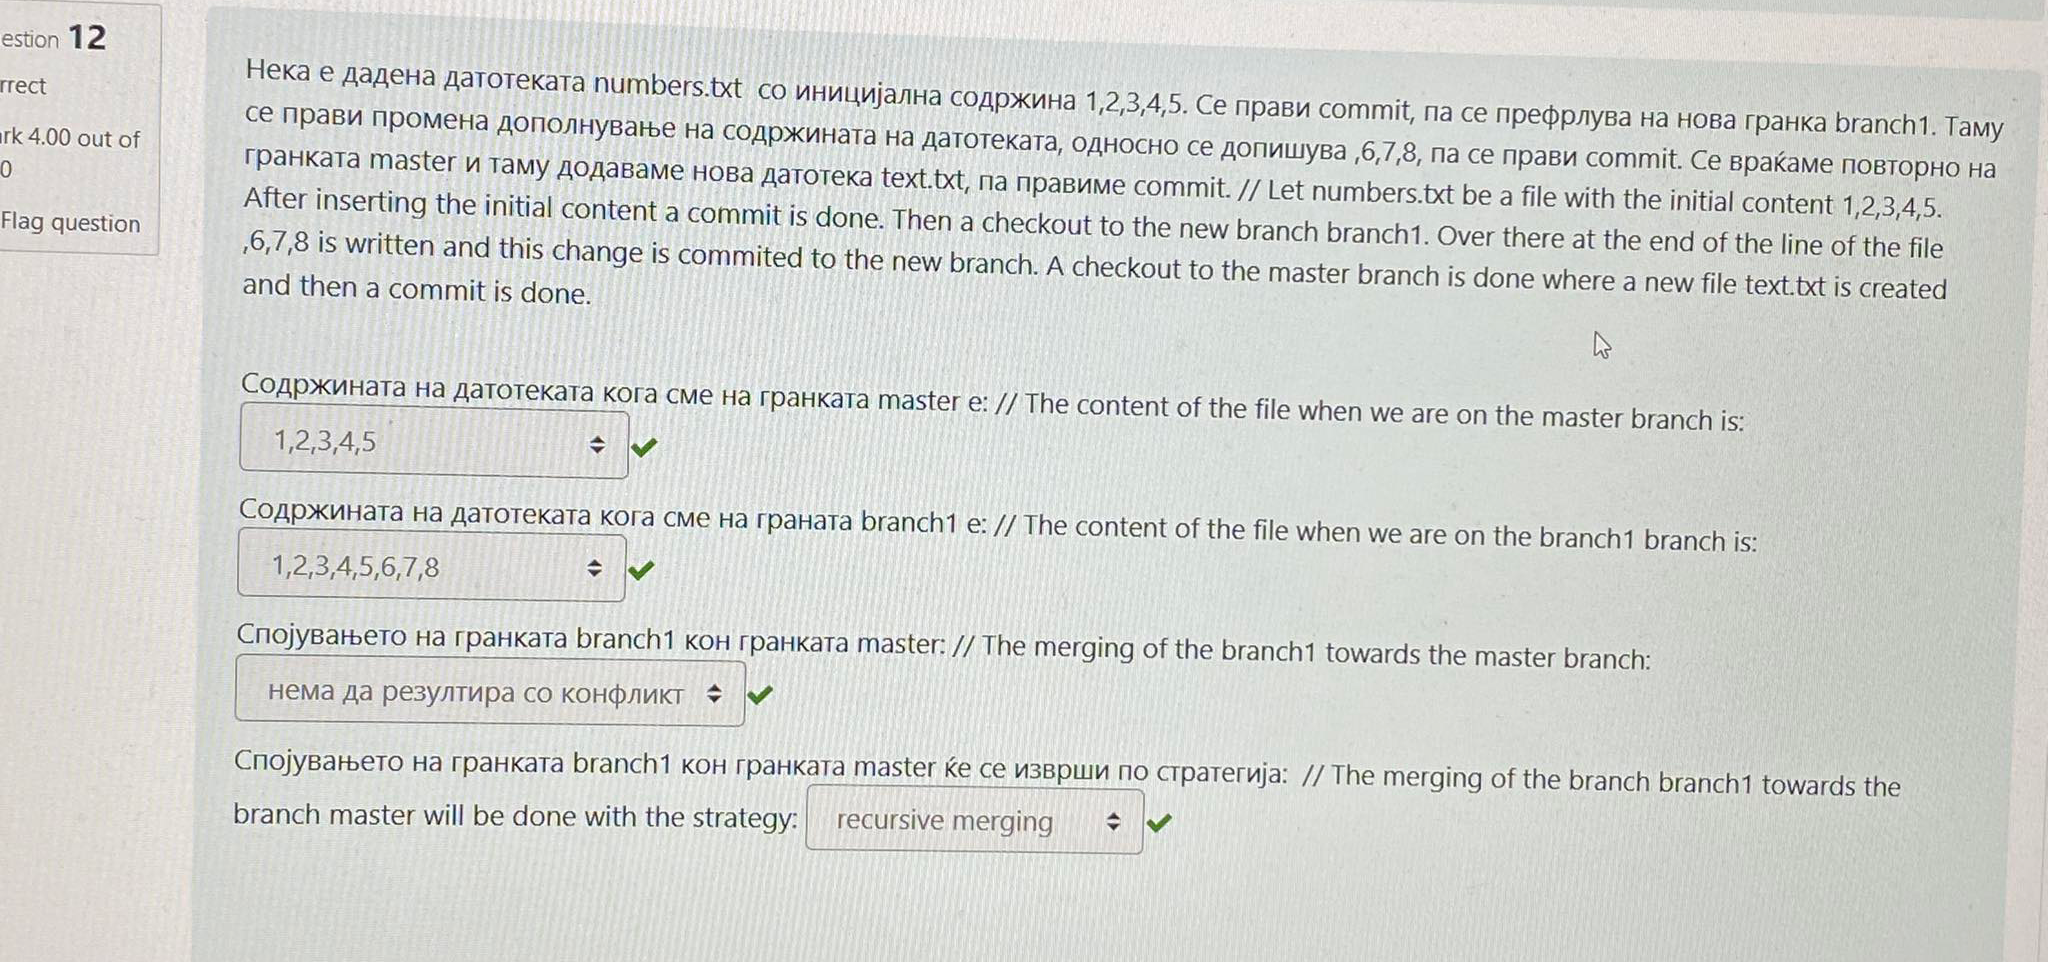 estion 12
rrect
ark 4.00 out of
0
Flag question
Нека е дадена датотеката numbers.txt со иницијална содржина 1,2,3,4,5. Се прави commit, па се префрлува на нова гранка branch1. Таму
се прави промена дополнување на содржината на датотеката, односно се допишува ,6,7,8, па се прави commit. Се враќаме повторно на
гранката master и таму додаваме нова датотека text.txt, па правиме commit. // Let numbers.txt be a file with the initial content 1,2,3,4,5.
After inserting the initial content a commit is done. Then a checkout to the new branch branch1. Over there at the end of the line of the file
,6,7,8 is written and this change is commited to the new branch. A checkout to the master branch is done where a new file text.txt is created
and then a commit is done.
Содржината на датотеката кога сме на гранката master е: // The content of the file when we are on the master branch is:
1,2,3,4,5
Содржината на датотеката кога сме на граната branch1 е: // The content of the file when we are on the branch1 branch is:
1,2,3,4,5,6,7,8
Спојувањето на гранката branch1 кон гранката master: // The merging of the branch1 towards the master branch:
нема да резултира со конфликт
Спојувањето на гранката branch1 кон гранката master ќе се изврши по стратегија: // The merging of the branch branch1 towards the
branch master will be done with the strategy: recursive merging